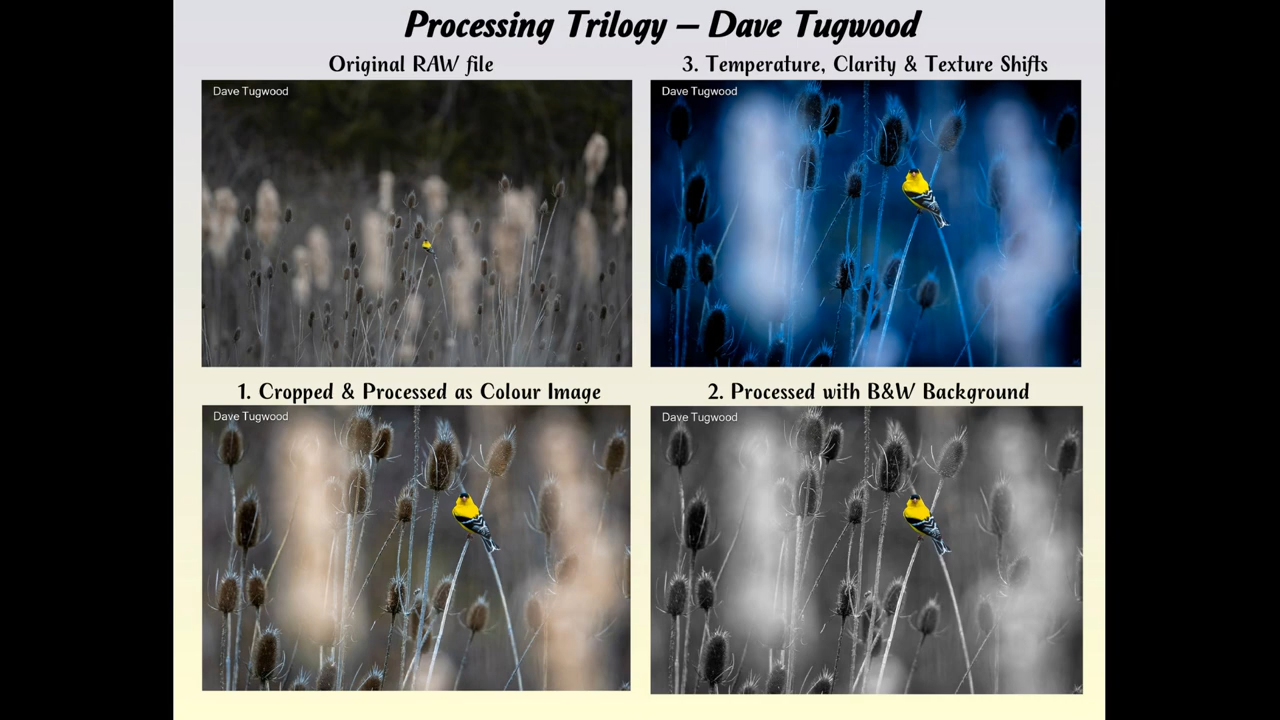 Processing Trilogy – Dave Tugwood
Original RAW file
Dave Tugwood
3. Temperature, Clarity & Texture Shifts
Dave Tugwood
1. Cropped & Processed as Colour Image
Dave Tugwood
2. Processed with B&W Background
Dave Tugwood